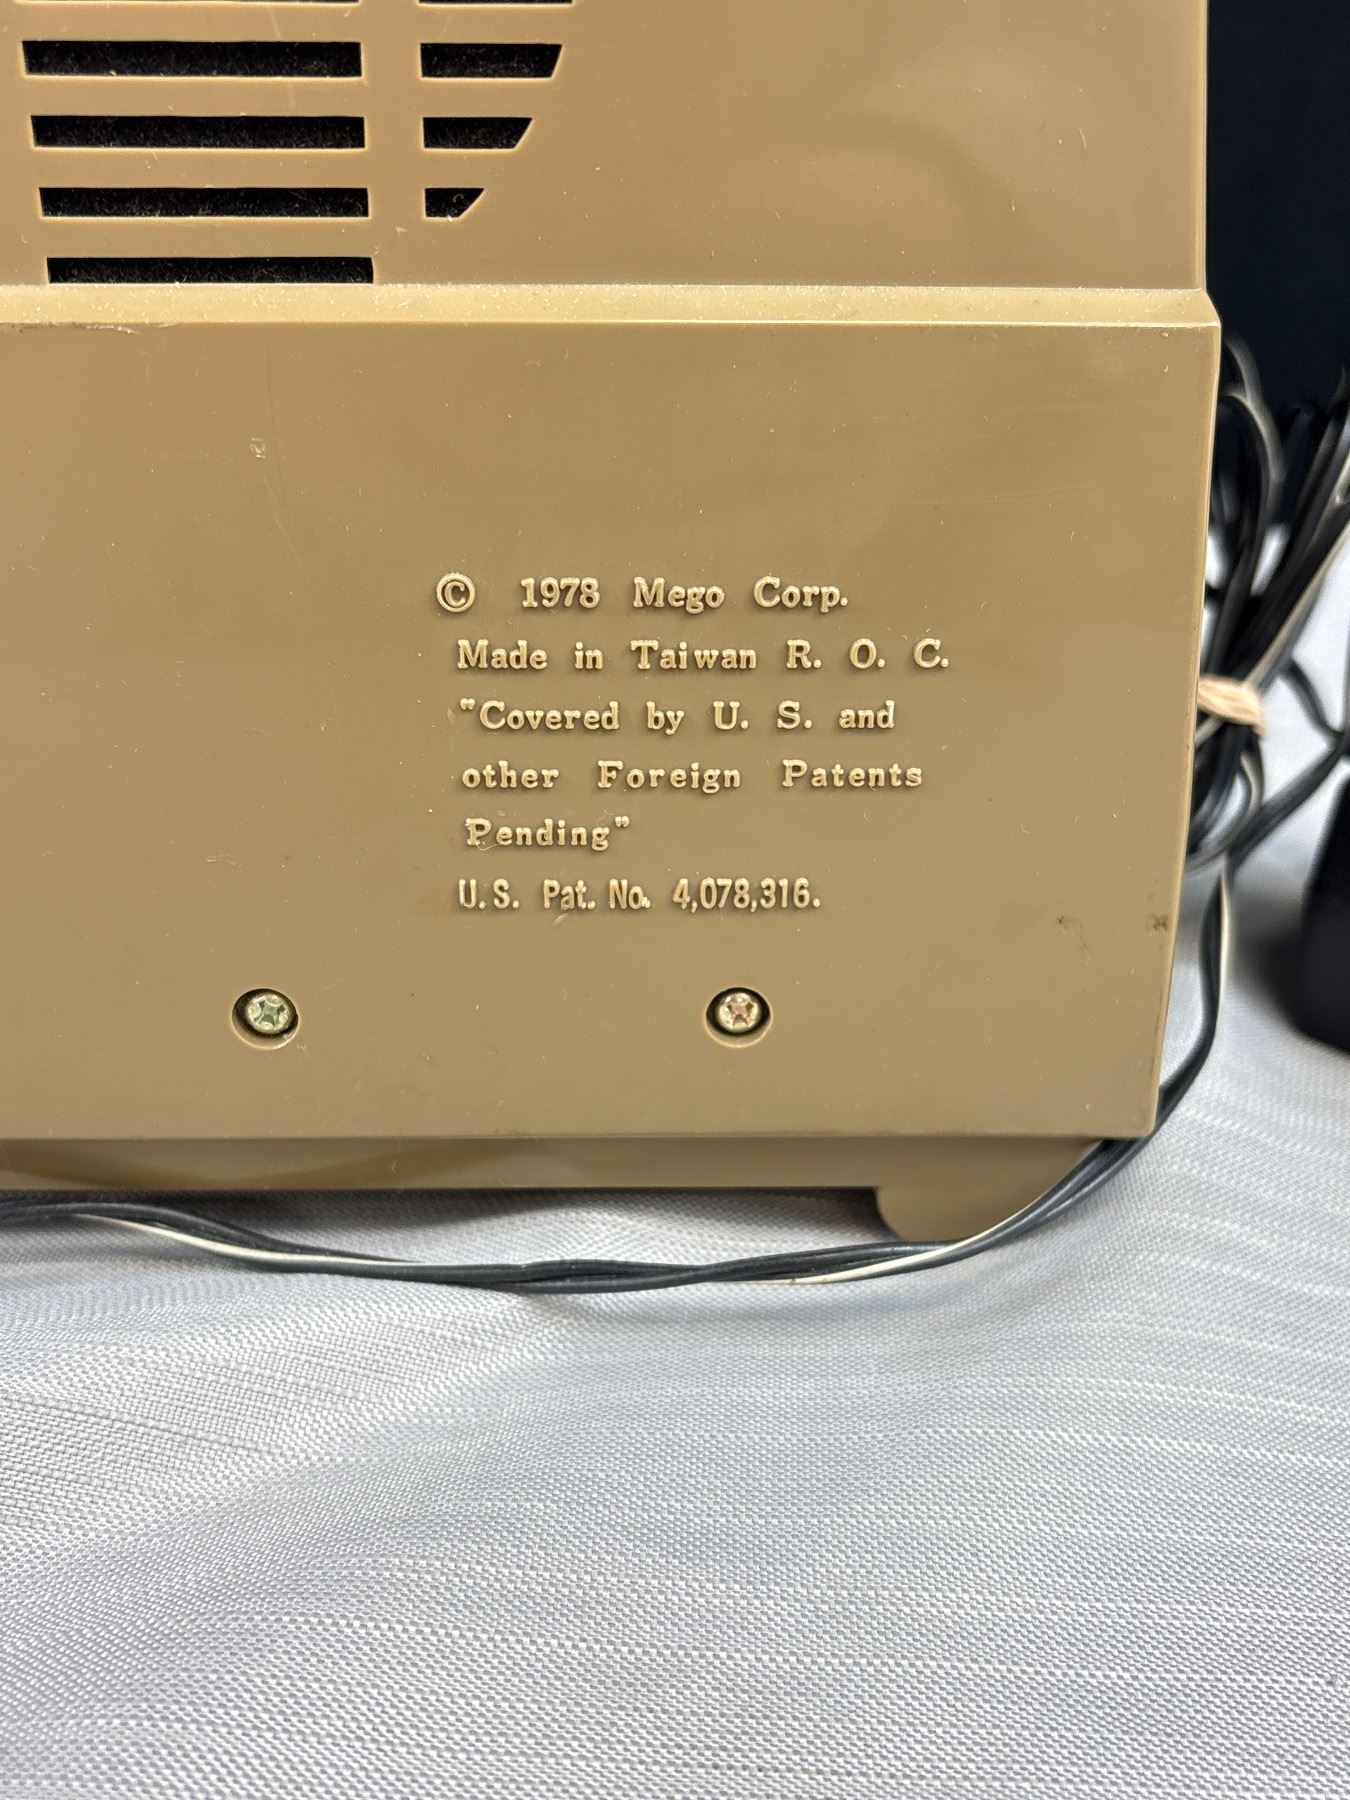 © 1978 Mego Corp.
Made in Taiwan R. O. C.
"Covered by U. S. and
other Foreign Patents
Pending"
U.S. Pat. No. 4,078,316.